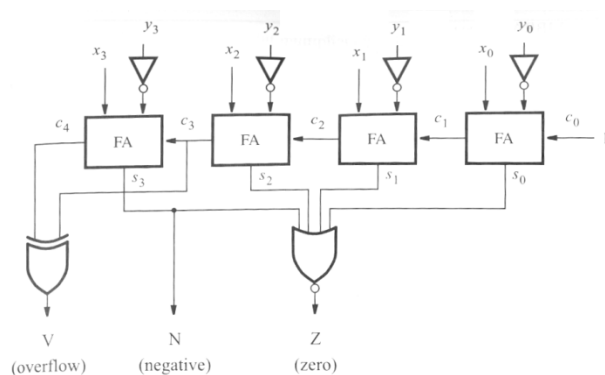 y3 y2 y1 y0
x3 x2 x1 x0
c4 c3 c2 c1 c0
FA FA FA FA
s3 s2 s1 s0
V N Z
(overflow) (negative) (zero)